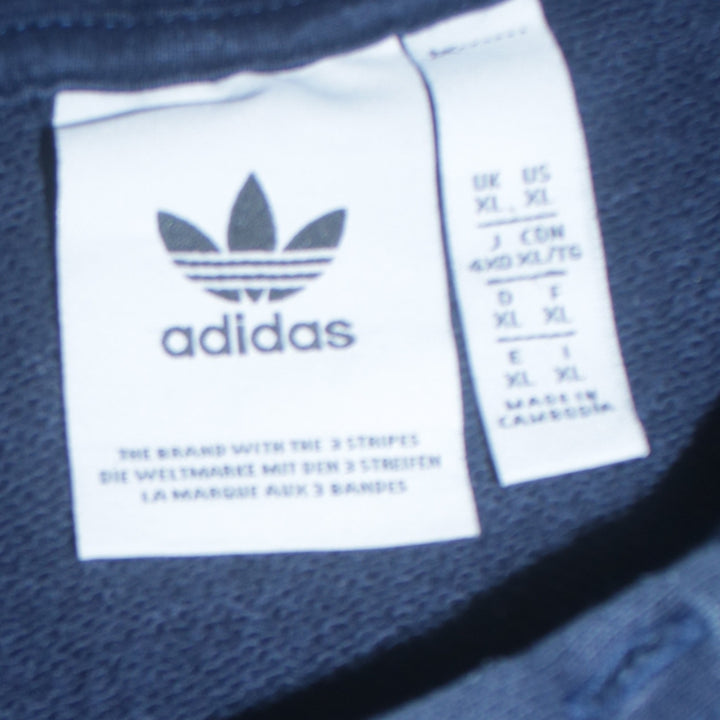 adidas
THE BRAND WITH THE 3 STRIPES
DIE WELTMARKE MIT DEN 3 STREIFEN
LA MARQUE AUX 3 BANDES
UK US
XL XL
J CDN
4XO XL/TG
D F
XL XL
E I
XL XL
MADE IN
CAMBODIA